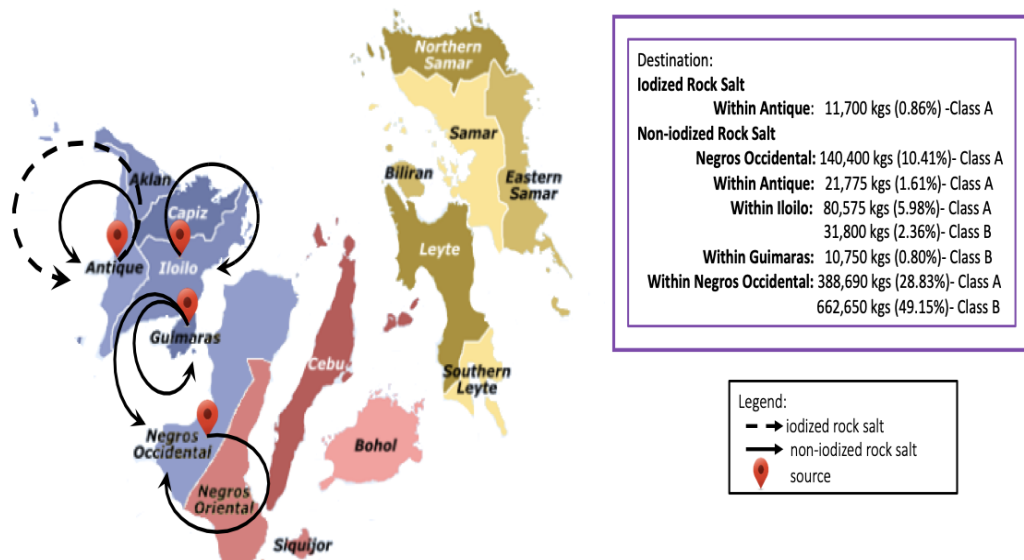 Northern
Samar
Samar
Biliran
Eastern
Samar
Leyte
Southern
Leyte
Aklan
Capiz
Antique
Iloilo
Guimaras
Cebu
Negros
Occidental
Bohol
Negros
Oriental
Siquijor
Destination:
Iodized Rock Salt
Within Antique: 11,700 kgs (0.86%) -Class A
Non-iodized Rock Salt
Negros Occidental: 140,400 kgs (10.41%)- Class A
Within Antique: 21,775 kgs (1.61%)- Class A
Within Iloilo: 80,575 kgs (5.98%)- Class A
31,800 kgs (2.36%)- Class B
Within Guimaras: 10,750 kgs (0.80%)- Class B
Within Negros Occidental: 388,690 kgs (28.83%)- Class A
662,650 kgs (49.15%)- Class B
Legend:
iodized rock salt
non-iodized rock salt
source